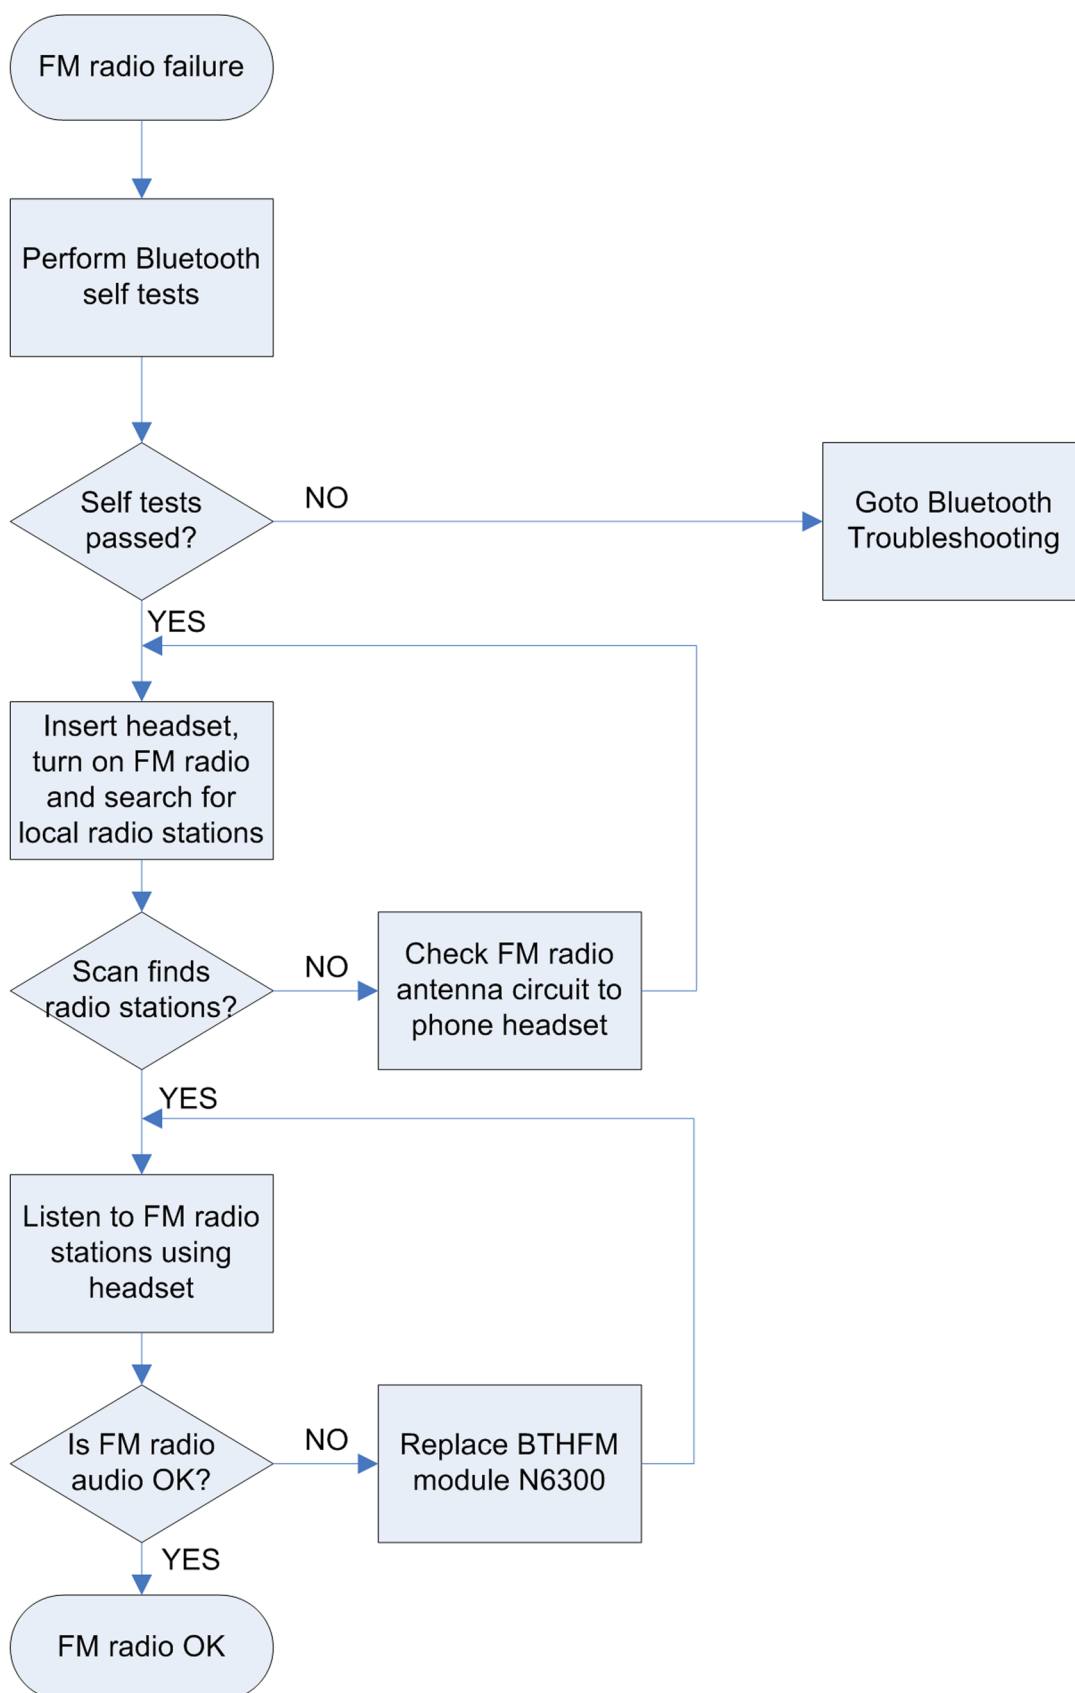 FM radio failure
Perform Bluetooth
self tests
Self tests
passed?
NO
Goto Bluetooth
Troubleshooting
YES
Insert headset,
turn on FM radio
and search for
local radio stations
Scan finds
radio stations?
NO
Check FM radio
antenna circuit to
phone headset
YES
Listen to FM radio
stations using
headset
Is FM radio
audio OK?
NO
Replace BTHFM
module N6300
YES
FM radio OK